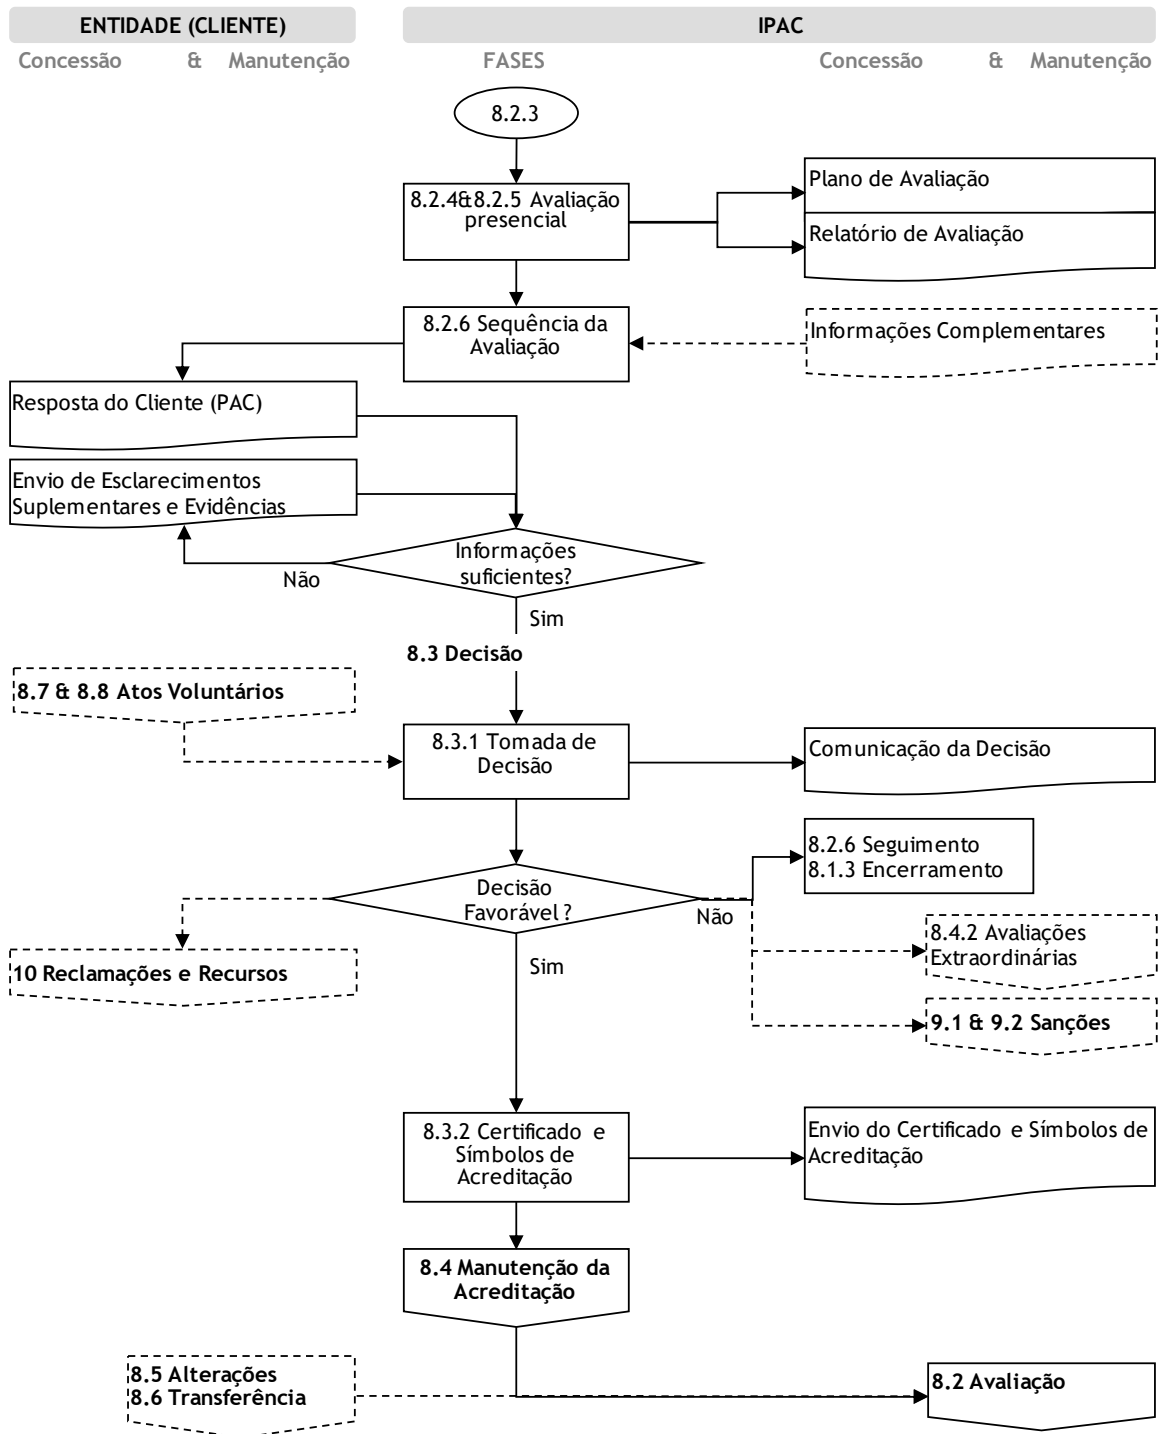 ENTIDADE (CLIENTE)
IPAC
Concessão & Manutenção
FASES
Concessão & Manutenção
8.2.3
8.2.4&8.2.5 Avaliação
presencial
Plano de Avaliação
Relatório de Avaliação
8.2.6 Sequência da
Avaliação
Informações Complementares
Resposta do Cliente (PAC)
Envio de Esclarecimentos
Suplementares e Evidências
Informações
suficientes?
Não
Sim
8.3 Decisão
8.7 & 8.8 Atos Voluntários
8.3.1 Tomada de
Decisão
Comunicação da Decisão
8.2.6 Seguimento
8.1.3 Encerramento
Decisão
Favorável ?
Não
8.4.2 Avaliações
Extraordinárias
10 Reclamações e Recursos
Sim
9.1 & 9.2 Sanções
8.3.2 Certificado e
Símbolos de
Acreditação
Envio do Certificado e Símbolos de
Acreditação
8.4 Manutenção da
Acreditação
8.5 Alterações
8.6 Transferência
8.2 Avaliação